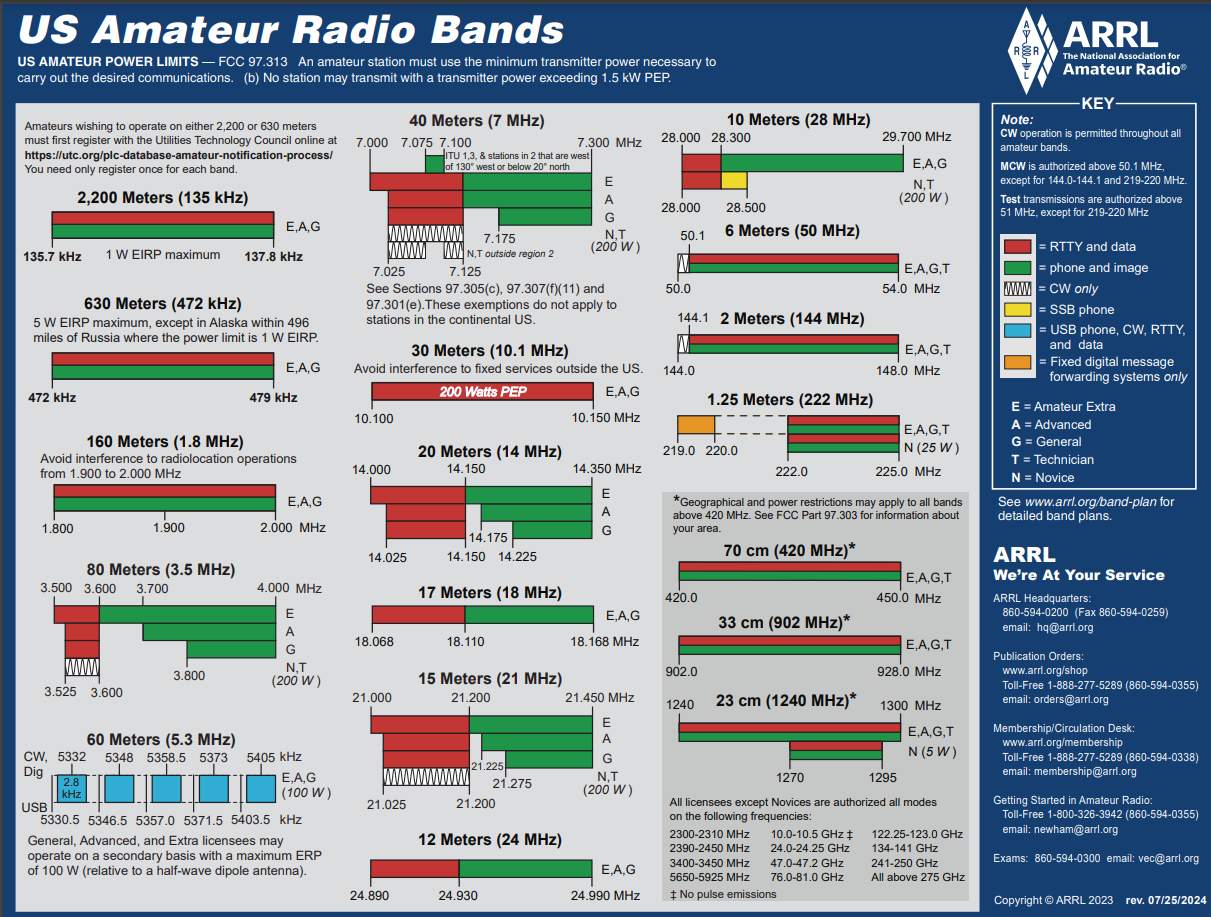 US Amateur Radio Bands
US AMATEUR POWER LIMITS — FCC 97.313 An amateur station must use the minimum transmitter power necessary to
carry out the desired communications. (b) No station may transmit with a transmitter power exceeding 1.5 kW PEP.
Amateurs wishing to operate on either 2,200 or 630 meters
must first register with the Utilities Technology Council online at
https://utc.org/plc-database-amateur-notification-process/
You need only register once for each band.
2,200 Meters (135 kHz)
E,A,G
135.7 kHz 1 W EIRP maximum 137.8 kHz
630 Meters (472 kHz)
5 W EIRP maximum, except in Alaska within 496
miles of Russia where the power limit is 1 W EIRP.
E,A,G
472 kHz 479 kHz
160 Meters (1.8 MHz)
Avoid interference to radiolocation operations
from 1.900 to 2.000 MHz
E,A,G
1.800 1.900 2.000 MHz
80 Meters (3.5 MHz)
3.500 3.600 3.700 4.000 MHz
E
A
G
3.800
N,T
(200 W)
3.525 3.600
60 Meters (5.3 MHz)
CW,
Dig
5332 5348 5358.5 5373 5405 kHz
2.8
kHz
E,A,G
(100 W)
USB
5330.5 5346.5 5357.0 5371.5 5403.5 kHz
General, Advanced, and Extra licensees may
operate on a secondary basis with a maximum ERP
of 100 W (relative to a half-wave dipole antenna).
40 Meters (7 MHz)
7.000 7.075 7.100 7.300 MHz
ITU 1,3, & stations in 2 that are west
of 130° west or below 20° north
E
A
G
N,T
(200 W)
7.175
N,T outside region 2
7.025 7.125
See Sections 97.305(c), 97.307(f)(11) and
97.301(e).These exemptions do not apply to
stations in the continental US.
30 Meters (10.1 MHz)
Avoid interference to fixed services outside the US.
200 Watts PEP
E,A,G
10.100 10.150 MHz
20 Meters (14 MHz)
14.000 14.150 14.350 MHz
E
A
G
14.175
14.025 14.150 14.225
17 Meters (18 MHz)
E,A,G
18.068 18.110 18.168 MHz
15 Meters (21 MHz)
21.000 21.200 21.450 MHz
E
A
G
21.225
21.275
N,T
(200 W)
21.025 21.200
12 Meters (24 MHz)
E,A,G
24.890 24.930 24.990 MHz
10 Meters (28 MHz)
28.000 28.300 29.700 MHz
E,A,G
N,T
(200 W)
28.000 28.500
6 Meters (50 MHz)
50.1
E,A,G,T
50.0 54.0 MHz
2 Meters (144 MHz)
144.1
E,A,G,T
144.0 148.0 MHz
1.25 Meters (222 MHz)
E,A,G,T
N (25 W)
219.0 220.0
222.0 225.0 MHz
*Geographical and power restrictions may apply to all bands
above 420 MHz. See FCC Part 97.303 for information about
your area.
70 cm (420 MHz)*
E,A,G,T
420.0 450.0 MHz
33 cm (902 MHz)*
E,A,G,T
902.0 928.0 MHz
23 cm (1240 MHz)*
1240 1300 MHz
E,A,G,T
N (5 W)
1270 1295
All licensees except Novices are authorized all modes
on the following frequencies:
2300-2310 MHz 10.0-10.5 GHz ‡ 122.25-123.0 GHz
2390-2450 MHz 24.0-24.25 GHz 134-141 GHz
3400-3450 MHz 47.0-47.2 GHz 241-250 GHz
5650-5925 MHz 76.0-81.0 GHz All above 275 GHz
‡ No pulse emissions
A
R R
L
ARRL
The National Association for
Amateur Radio®
KEY
Note:
CW operation is permitted throughout all
amateur bands.
MCW is authorized above 50.1 MHz,
except for 144.0-144.1 and 219-220 MHz.
Test transmissions are authorized above
51 MHz, except for 219-220 MHz
= RTTY and data
= phone and image
= CW only
= SSB phone
= USB phone, CW, RTTY,
and data
= Fixed digital message
forwarding systems only
E = Amateur Extra
A = Advanced
G = General
T = Technician
N = Novice
See www.arrl.org/band-plan for
detailed band plans.
ARRL
We're At Your Service
ARRL Headquarters:
860-594-0200 (Fax 860-594-0259)
email: hq@arrl.org
Publication Orders:
www.arrl.org/shop
Toll-Free 1-888-277-5289 (860-594-0355)
email: orders@arrl.org
Membership/Circulation Desk:
www.arrl.org/membership
Toll-Free 1-888-277-5289 (860-594-0338)
email: membership@arrl.org
Getting Started in Amateur Radio:
Toll-Free 1-800-326-3942 (860-594-0355)
email: newham@arrl.org
Exams: 860-594-0300 email: vec@arrl.org
Copyright © ARRL 2023 rev. 07/25/2024